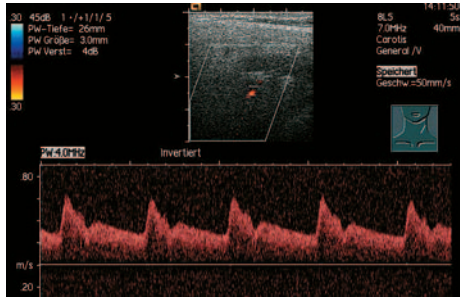 14:11:50
.30
45dB 1 ·/+1/1/ 5
PW-Tiefe= 26mm
PW Größe= 3.0mm
PW Verst= 4dB
.30
8L5 5s
7.0MHz 40mm
Carotis
General /V
Speichert
Geschw.=50mm/s
PW 4.0MHz
Invertiert
.80
m/s
.20